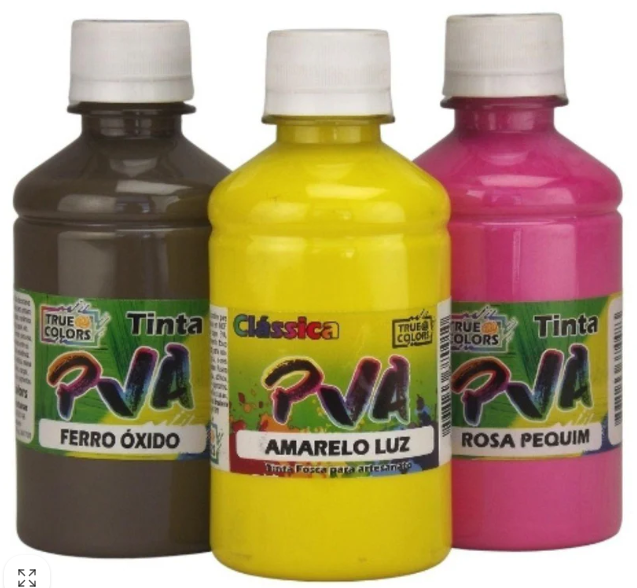 TRUE
COLORS
Tinta
PVA
FERRO ÓXIDO
Clássica
TRUE
COLORS
PVA
AMARELO LUZ
Tinta Fosca para artesanato
TRUE
COLORS
Tinta
PVA
ROSA PEQUIM